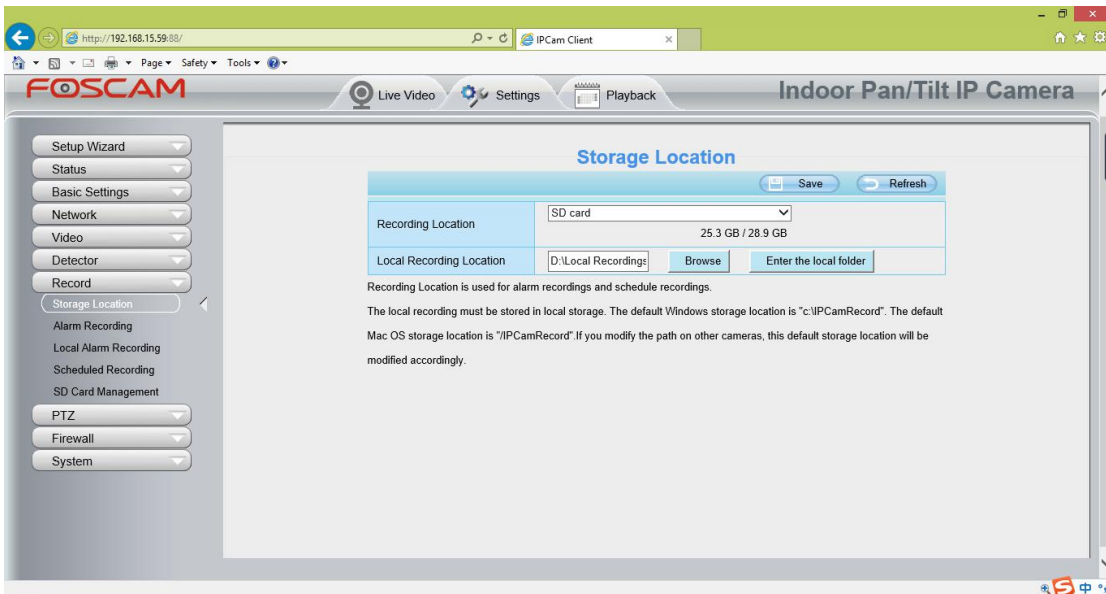 http://192.168.15.59:88/
IPCam Client
Page Safety Tools
FOSCAM
Live Video
Settings
Playback
Indoor Pan/Tilt IP Camera
Setup Wizard
Status
Basic Settings
Network
Video
Detector
Record
Storage Location
Alarm Recording
Local Alarm Recording
Scheduled Recording
SD Card Management
PTZ
Firewall
System
Storage Location
Save
Refresh
Recording Location
SD card
25.3 GB / 28.9 GB
Local Recording Location
D:\Local Recordings
Browse
Enter the local folder
Recording Location is used for alarm recordings and schedule recordings.
The local recording must be stored in local storage. The default Windows storage location is "c:\IPCamRecord". The default
Mac OS storage location is "/IPCamRecord".If you modify the path on other cameras, this default storage location will be
modified accordingly.
中